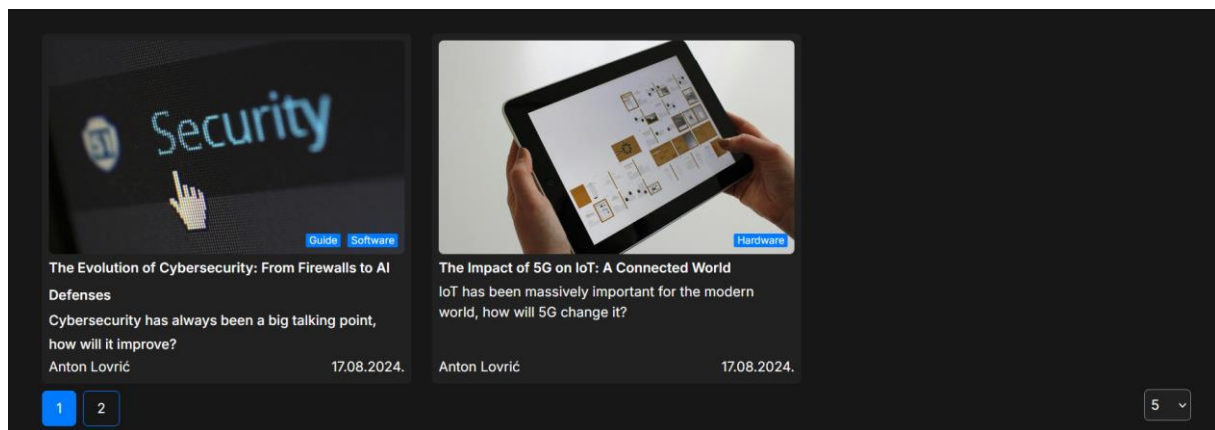 Security
Guide Software
The Evolution of Cybersecurity: From Firewalls to AI
Defenses
Cybersecurity has always been a big talking point,
how will it improve?
Anton Lovrić 17.08.2024.
Hardware
The Impact of 5G on IoT: A Connected World
IoT has been massively important for the modern
world, how will 5G change it?
Anton Lovrić 17.08.2024.
1 2
5